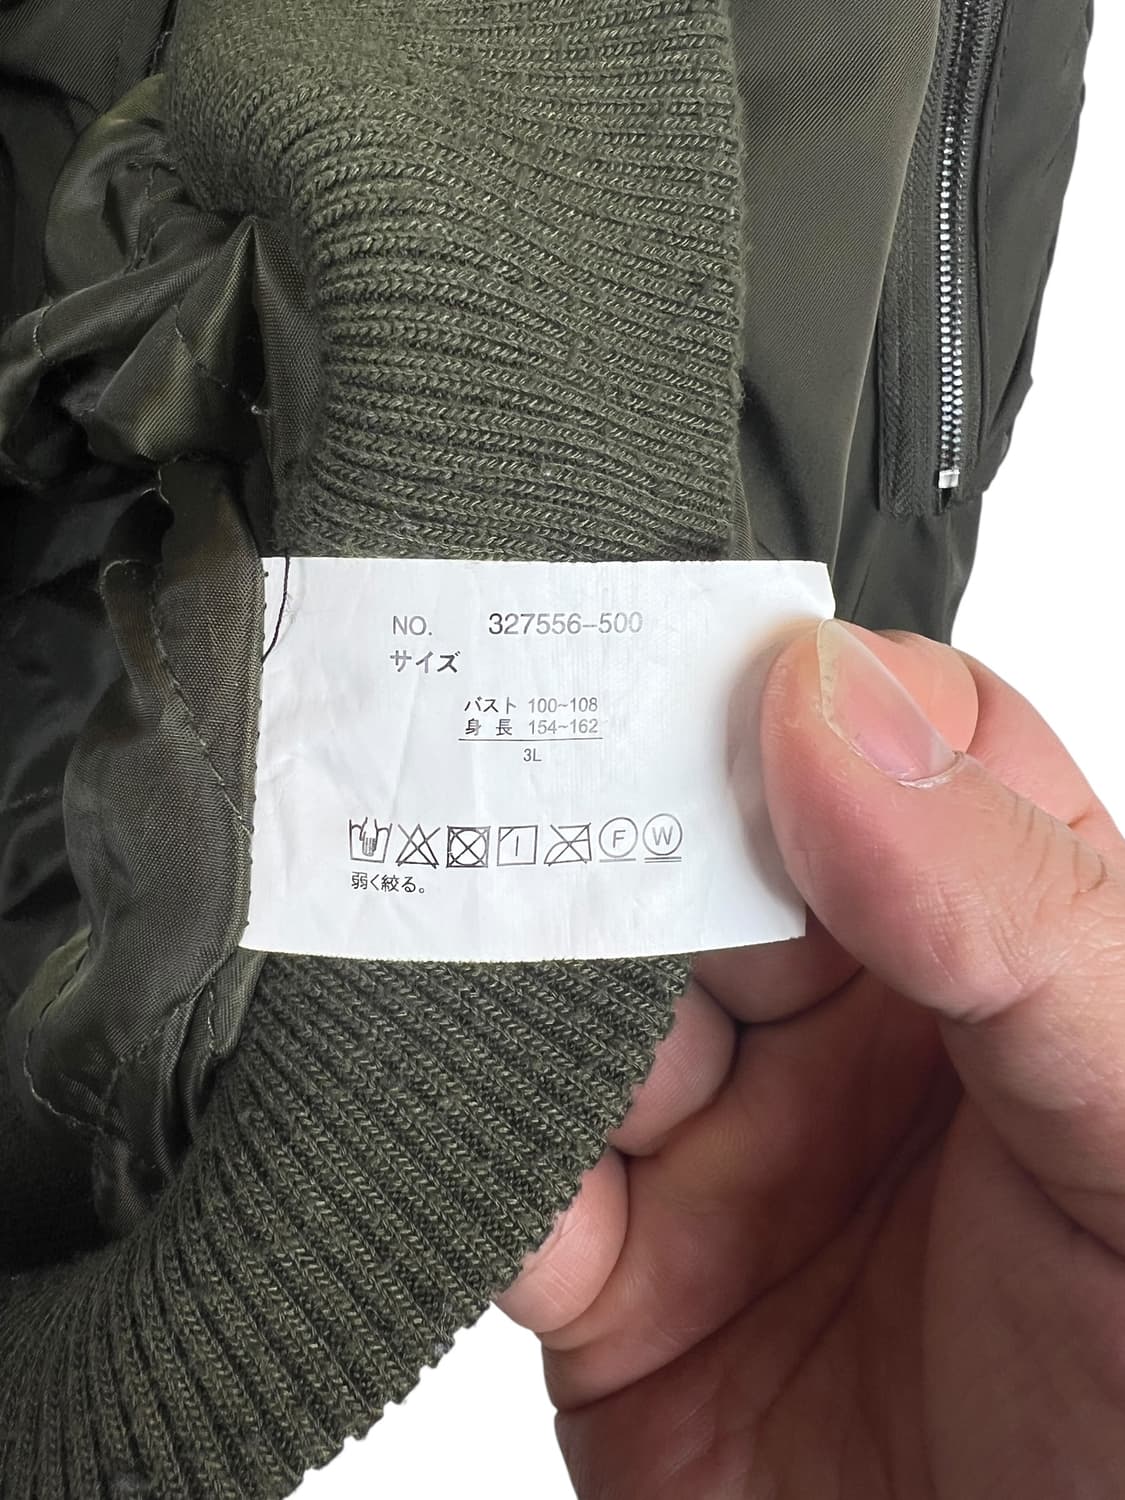 NO. 327556-500
サイズ
バスト 100~108
身長 154~162
3L
F W
弱く絞る。